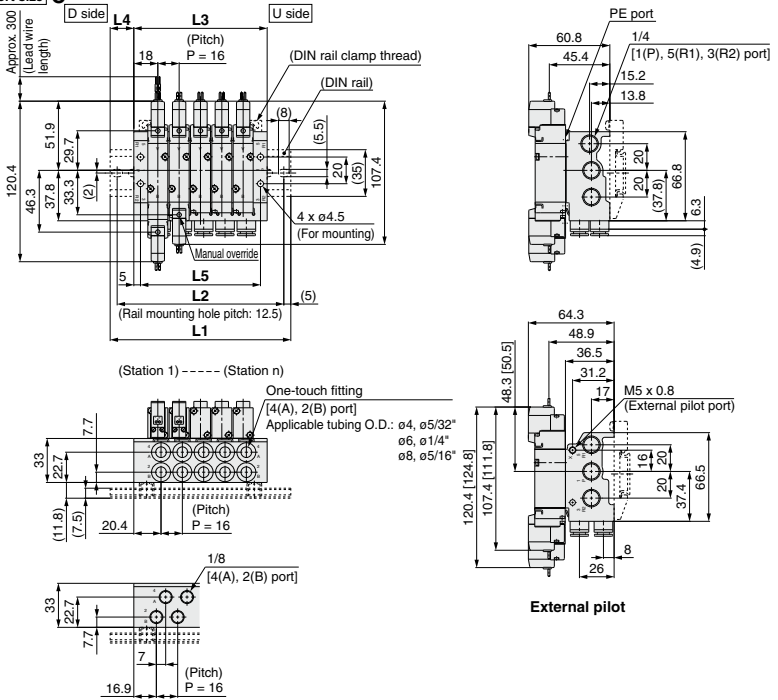 D side
U side
L4
L3
18
(Pitch)
P = 16
Approx. 300
(Lead wire
length)
(DIN rail clamp thread)
(DIN rail)
(8)
120.4
51.9
29.7
46.3
37.8
33.3
(2)
(5.5)
20
(35)
107.4
4 x ø4.5
(For mounting)
Manual override
5
L5
L2
(5)
(Rail mounting hole pitch: 12.5)
L1
PE port
60.8
45.4
1/4
[1(P), 5(R1), 3(R2) port]
15.2
13.8
20
20
(37.8)
66.8
6.3
(4.9)
(Station 1) ----- (Station n)
One-touch fitting
[4(A), 2(B) port]
Applicable tubing O.D.: ø4, ø5/32"
ø6, ø1/4"
ø8, ø5/16"
7.7
33
22.7
(11.8)
(7.5)
20.4
(Pitch)
P = 16
64.3
48.9
36.5
31.2
17
M5 x 0.8
(External pilot port)
48.3 [50.5]
120.4 [124.8]
107.4 [111.8]
16
20
20
37.4
66.5
8
26
External pilot
1/8
[4(A), 2(B) port]
33
22.7
7.7
7
(Pitch)
16.9
P = 16